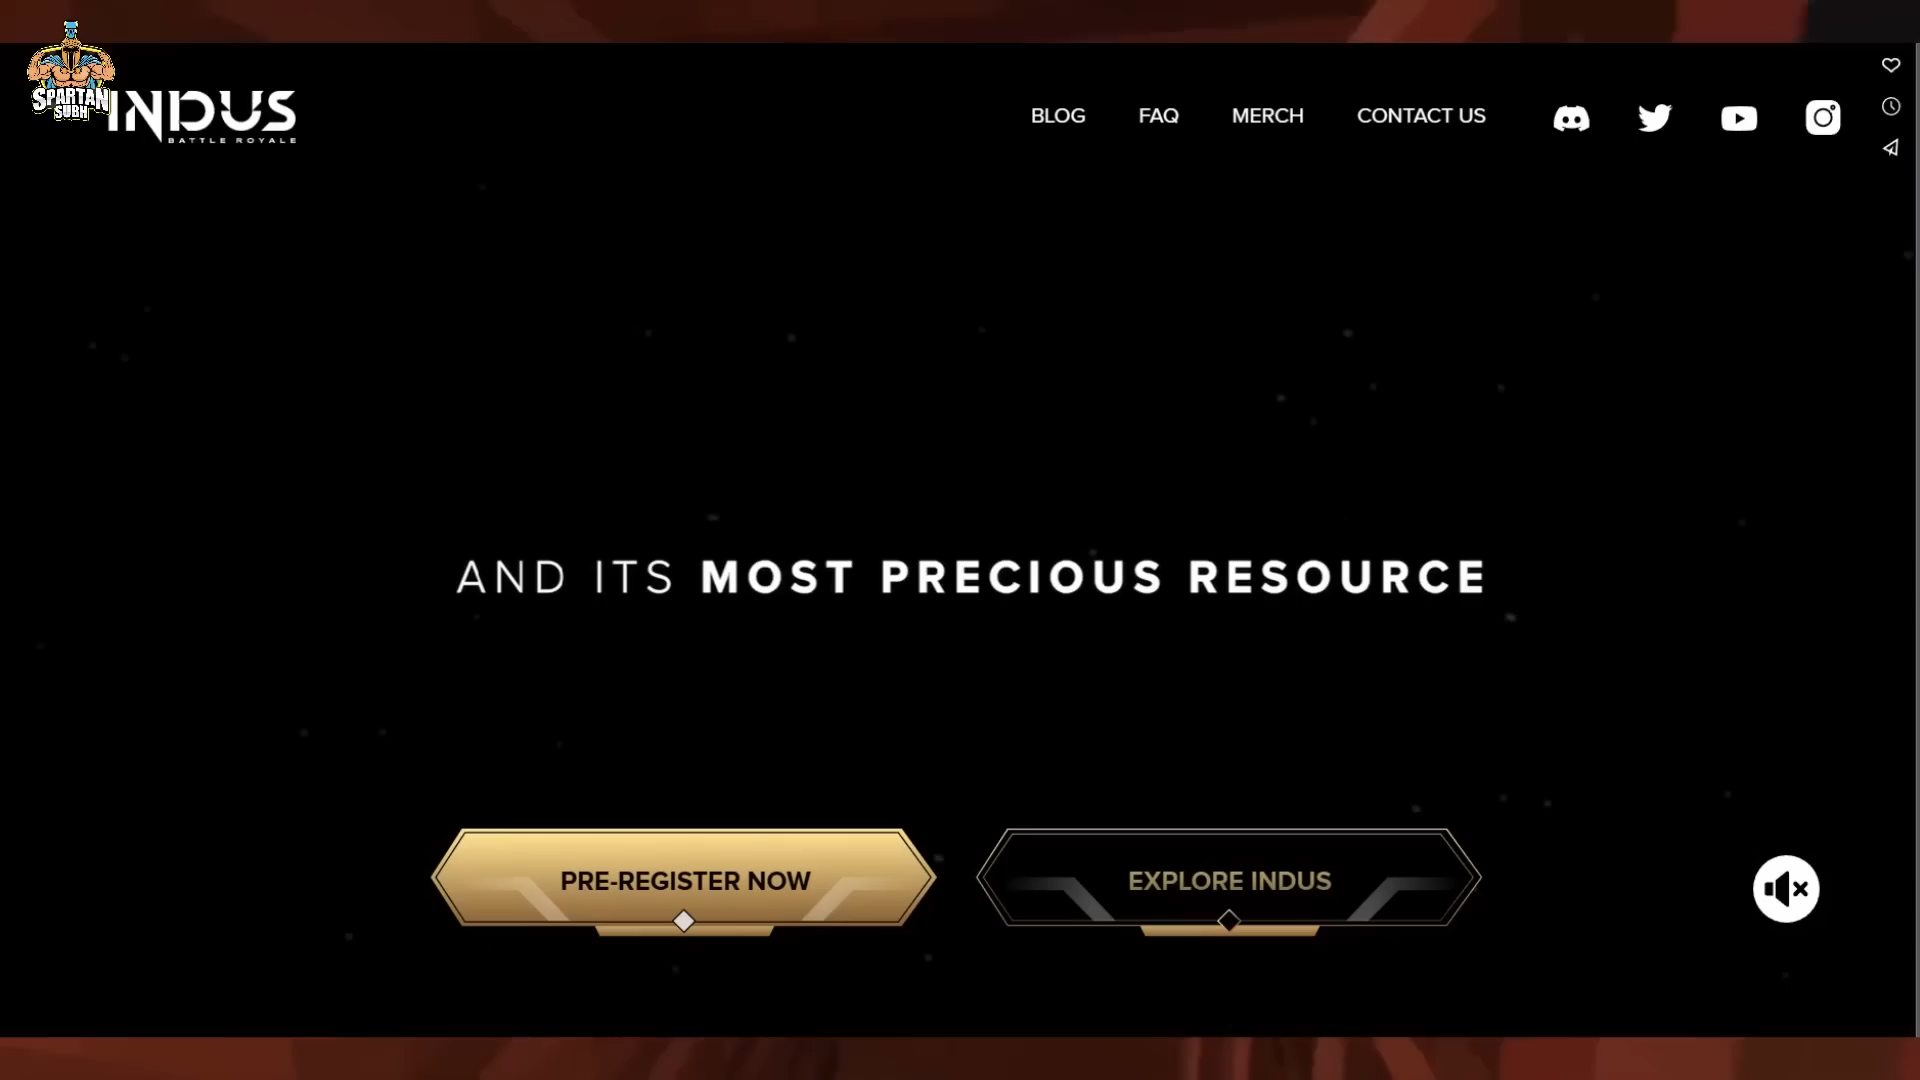 SPARTAN
SUBH
INDUS
BATTLE ROYALE
BLOG
FAQ
MERCH
CONTACT US
AND ITS MOST PRECIOUS RESOURCE
PRE-REGISTER NOW
EXPLORE INDUS